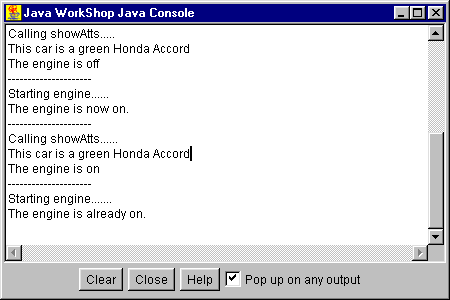 Java WorkShop Java Console
Calling showAtts.....
This car is a green Honda Accord
The engine is off
---------------------
Starting engine......
The engine is now on.
---------------------
Calling showAtts......
This car is a green Honda Accord
The engine is on
---------------------
Starting engine.......
The engine is already on.
Clear Close Help Pop up on any output